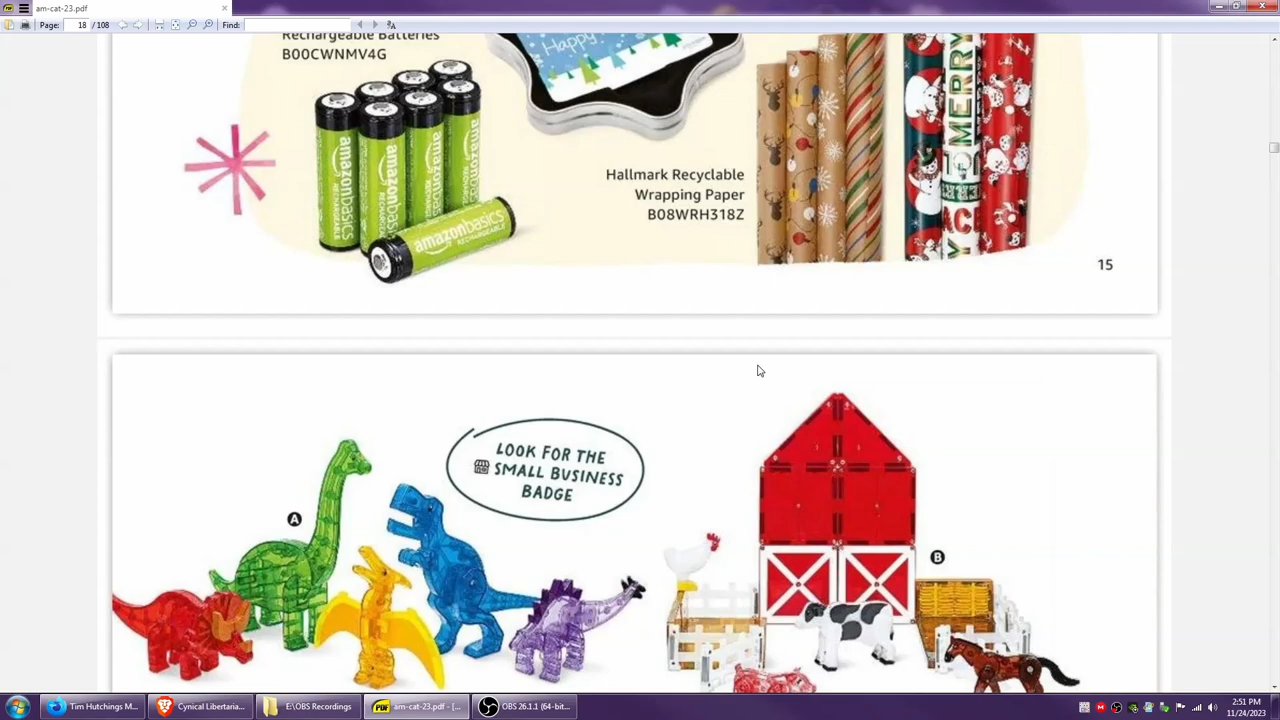 am-cat-23.pdf
Page: 18 / 108
Find:
Rechargeable Batteries
B00CWNMV4G
Happy
amazonbasics
amazonbasics
amazonbasics
RECHARGEABLE
Hallmark Recyclable
Wrapping Paper
B08WRH318Z
MERRY
15
LOOK FOR THE
SMALL BUSINESS
BADGE
A
B
Tim Hutchings M...
Cynical Libertaria...
E:\OBS Recordings
am-cat-23.pdf - [...
OBS 26.1.1 (64-bit...
2:51 PM
11/24/2023